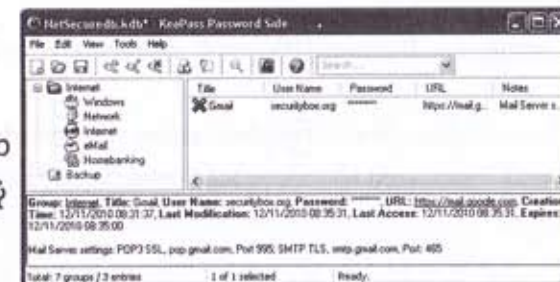 NetSecuredb.kdb* - KeePass Password Safe
File Edit View Tools Help
Search...
Internet
Windows
Network
Internet
eMail
Homebanking
Backup
Title User Name Password URL Notes
Gmail securitybox.org ******** https://mail.g... Mail Server s
Group: Internet, Title: Gmail, User Name: securitybox.org, Password: ********, URL: https://mail.google.com, Creation
Time: 12/11/2010 08:31:37, Last Modification: 12/11/2010 08:35:31, Last Access: 12/11/2010 08:35:31, Expires
12/11/2010 08:35:00
Mail Server settings: POP3 SSL, pop.gmail.com, Port 995; SMTP TLS, smtp.gmail.com, Port: 465
Total: 7 groups / 3 entries 1 of 1 selected Ready.